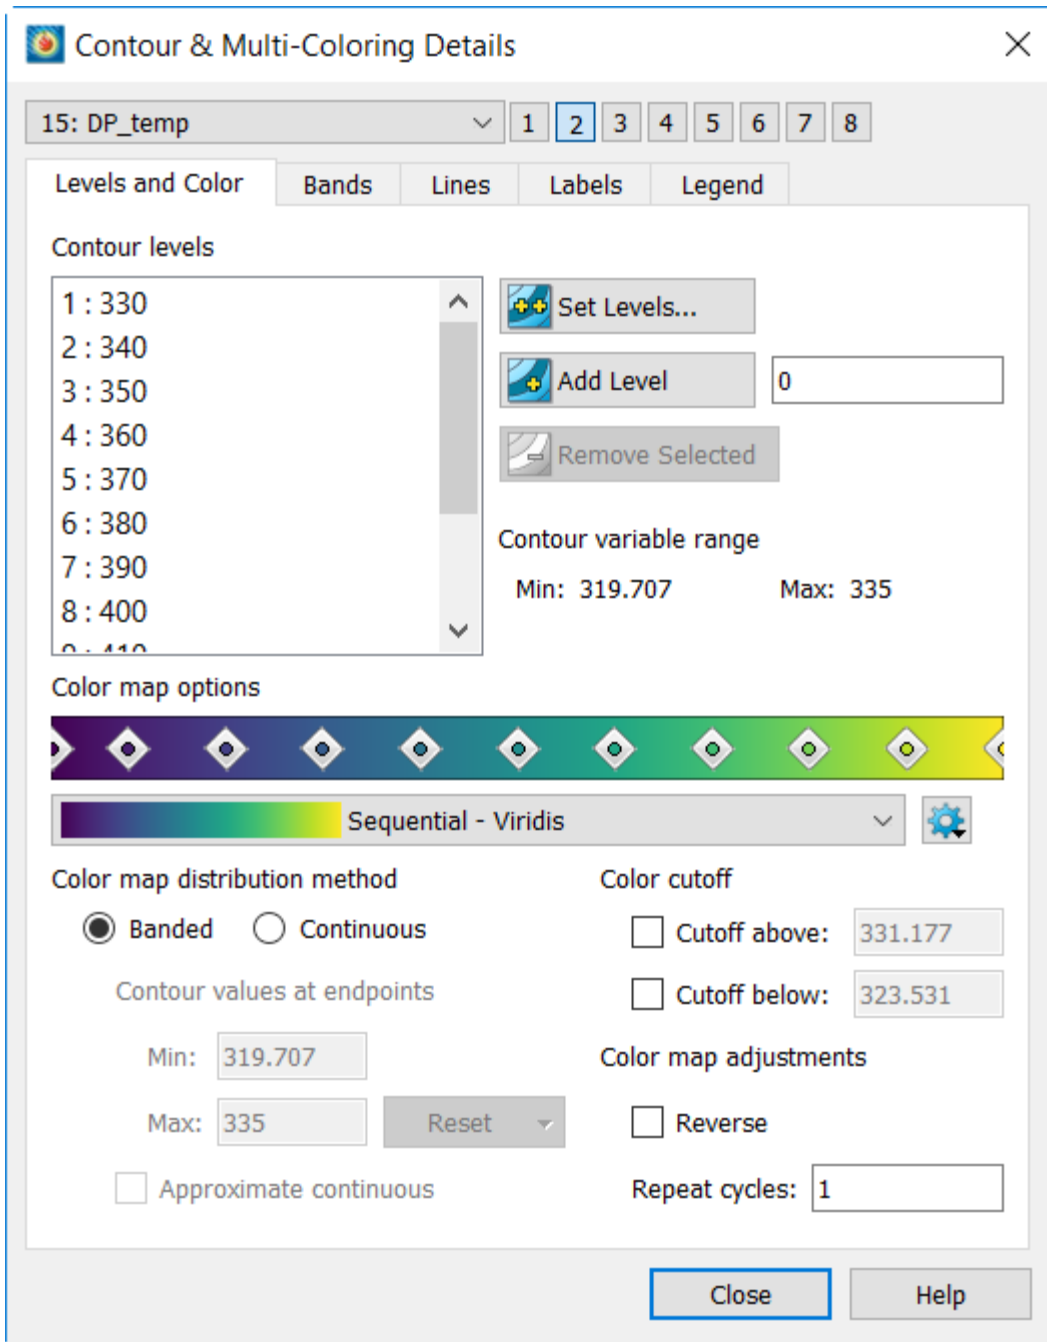 Contour & Multi-Coloring Details
15: DP_temp 1 2 3 4 5 6 7 8
Levels and Color Bands Lines Labels Legend
Contour levels
1 : 330
2 : 340
3 : 350
4 : 360
5 : 370
6 : 380
7 : 390
8 : 400
9 : 410
Set Levels...
Add Level 0
Remove Selected
Contour variable range
Min: 319.707 Max: 335
Color map options
Sequential - Viridis
Color map distribution method
Banded Continuous
Contour values at endpoints
Min: 319.707
Max: 335 Reset
Approximate continuous
Color cutoff
Cutoff above: 331.177
Cutoff below: 323.531
Color map adjustments
Reverse
Repeat cycles: 1
Close Help